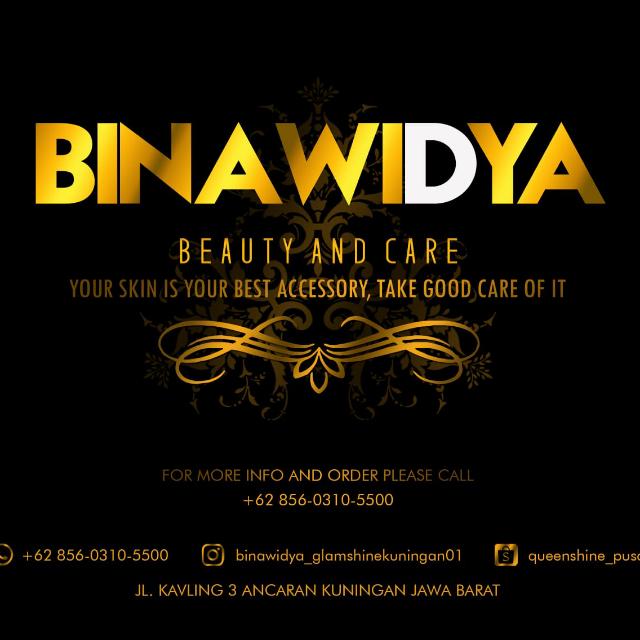 BINAWIDYA
BEAUTY AND CARE
YOUR SKIN IS YOUR BEST ACCESSORY, TAKE GOOD CARE OF IT
FOR MORE INFO AND ORDER PLEASE CALL
+62 856-0310-5500
+62 856-0310-5500 binawidya_glamshinekuningan01
JL. KAVLING 3 ANCARAN KUNINGAN JAWA BARAT